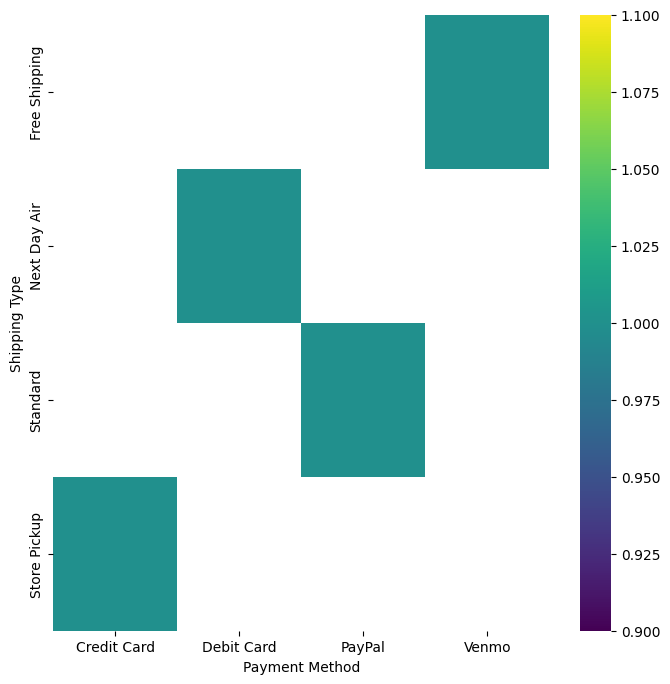 Shipping Type
Free Shipping
Next Day Air
Standard
Store Pickup
Credit Card
Debit Card
PayPal
Venmo
Payment Method
1.100
1.075
1.050
1.025
1.000
0.975
0.950
0.925
0.900